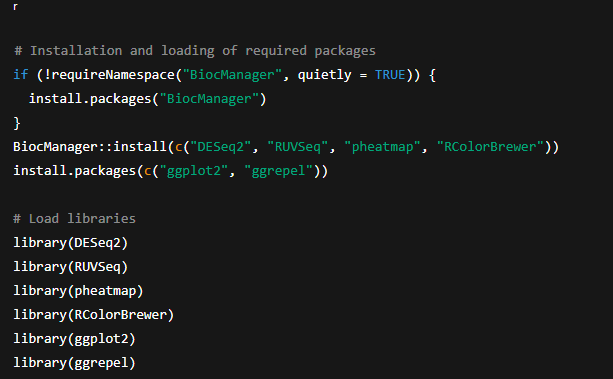 r
# Installation and loading of required packages
if (!requireNamespace("BiocManager", quietly = TRUE)) {
  install.packages("BiocManager")
}
BiocManager::install(c("DESeq2", "RUVSeq", "pheatmap", "RColorBrewer"))
install.packages(c("ggplot2", "ggrepel"))
# Load libraries
library(DESeq2)
library(RUVSeq)
library(pheatmap)
library(RColorBrewer)
library(ggplot2)
library(ggrepel)